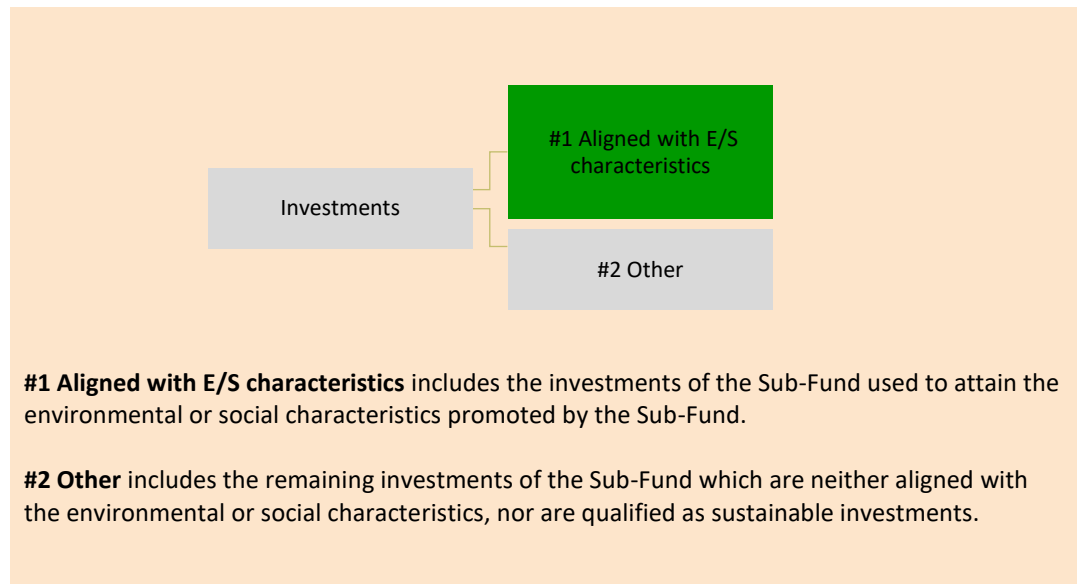 #1 Aligned with E/S
characteristics
Investments
#2 Other
#1 Aligned with E/S characteristics includes the investments of the Sub-Fund used to attain the
environmental or social characteristics promoted by the Sub-Fund.
#2 Other includes the remaining investments of the Sub-Fund which are neither aligned with
the environmental or social characteristics, nor are qualified as sustainable investments.